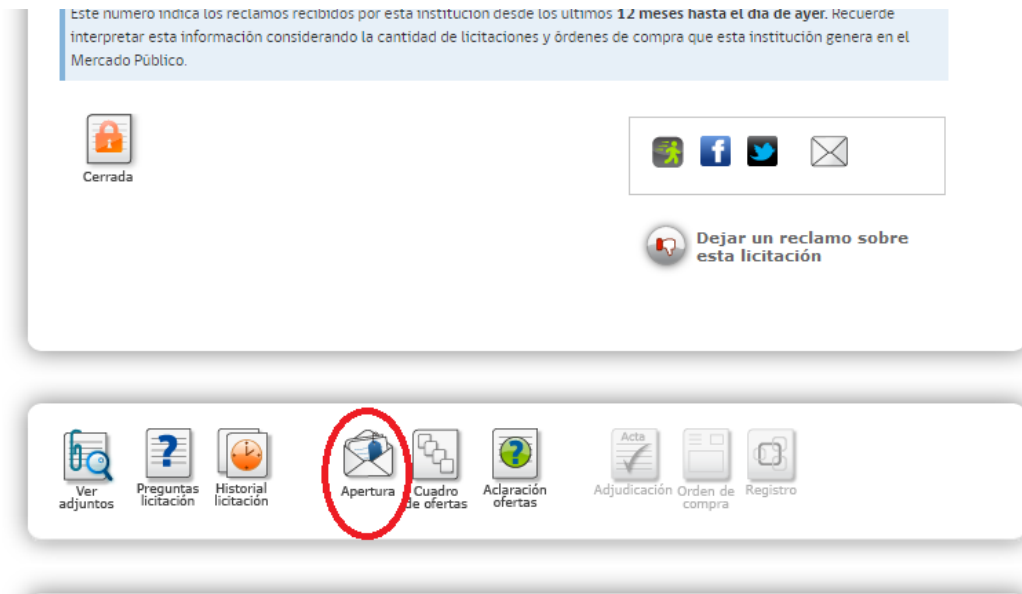 Este número indica los reclamos recibidos por esta institución desde los últimos 12 meses hasta el día de ayer. Recuerde
interpretar esta información considerando la cantidad de licitaciones y órdenes de compra que esta institución genera en el
Mercado Público.
Cerrada
Dejar un reclamo sobre
esta licitación
Ver
adjuntos
Preguntas
licitación
Historial
licitación
Apertura
Cuadro
de ofertas
Aclaración
ofertas
Acta
Adjudicación
Orden de
compra
Registro